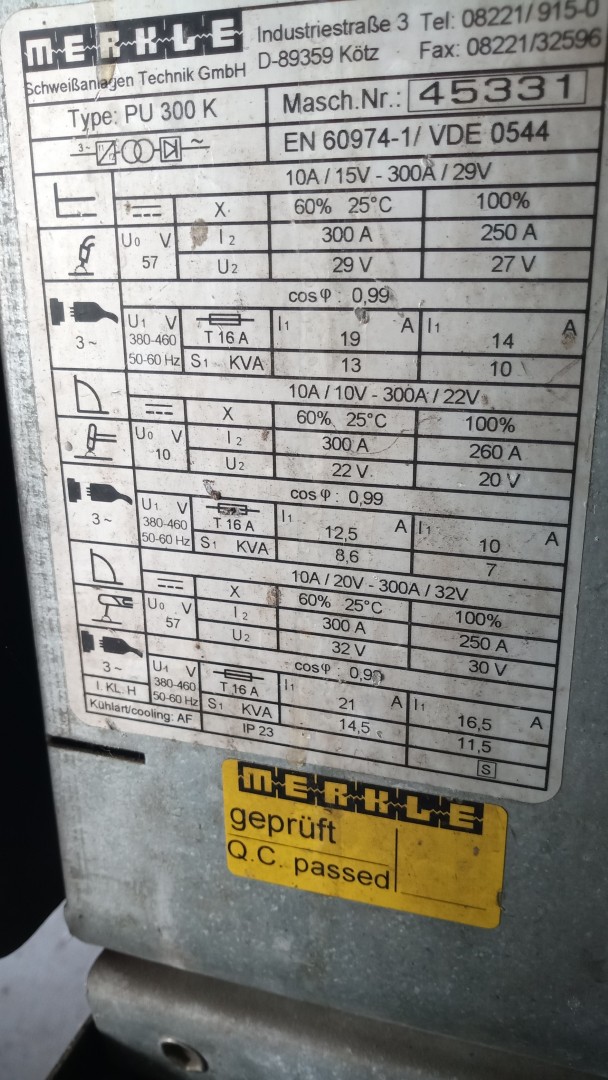 MERKLE
Industriestraße 3 Tel: 08221/915-0
Schweißanlagen Technik GmbH
D-89359 Kötz Fax: 08221/32596
Type: PU 300 K
Masch.Nr.: 45331
3~ ~
EN 60974-1/ VDE 0544
10A / 15V - 300A / 29V
X 60% 25°C 100%
U0 V I2 300 A 250 A
57 U2 29 V 27 V
cosφ : 0,99
3~ U1 V I1 A I1 A
380-460 T 16 A 19 14
50-60 Hz S1 KVA 13 10
10A / 10V - 300A / 22V
X 60% 25°C 100%
U0 V I2 300 A 260 A
10 U2 22 V 20 V
cosφ : 0,99
3~ U1 V I1 A I1 A
380-460 T 16 A 12,5 10
50-60 Hz S1 KVA 8,6 7
10A / 20V - 300A / 32V
X 60% 25°C 100%
U0 V I2 300 A 250 A
57 U2 32 V 30 V
cosφ : 0,99
3~ U1 V I1 A I1 A
380-460 T 16 A 21 16,5
I. KL. H 50-60 Hz S1 KVA 14,5 11,5
Kühlart/cooling: AF IP 23 S
MERKLE
geprüft
Q.C. passed